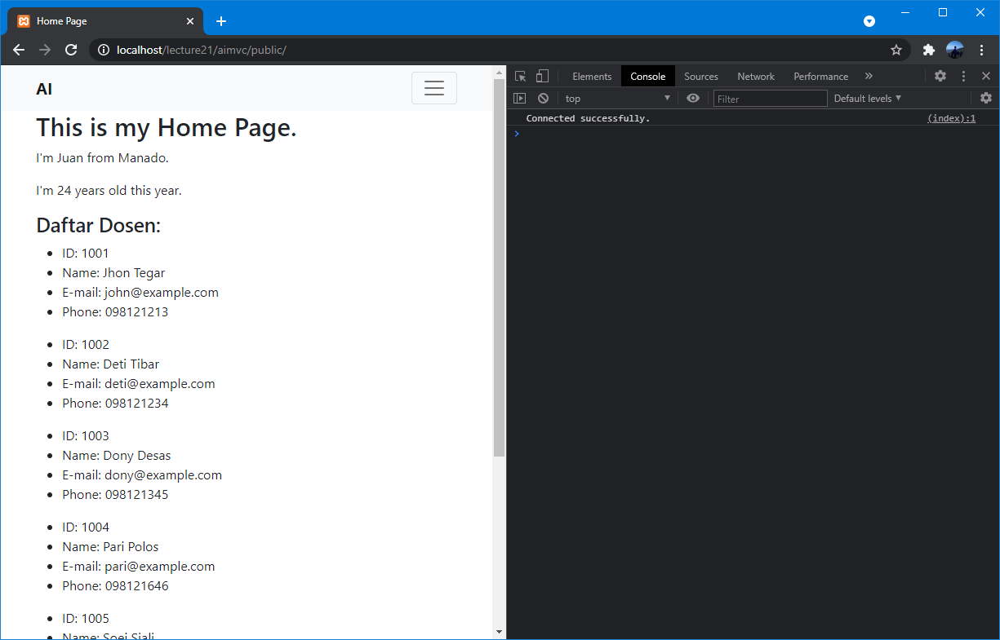 Home Page
localhost/lecture21/aimvc/public/
AI
This is my Home Page.
I'm Juan from Manado.
I'm 24 years old this year.
Daftar Dosen:
ID: 1001
Name: Jhon Tegar
E-mail: john@example.com
Phone: 098121213
ID: 1002
Name: Deti Tibar
E-mail: deti@example.com
Phone: 098121234
ID: 1003
Name: Dony Desas
E-mail: dony@example.com
Phone: 098121345
ID: 1004
Name: Pari Polos
E-mail: pari@example.com
Phone: 098121646
ID: 1005
Name: Soei Siali
Elements Console Sources Network Performance »
top Filter Default levels
Connected successfully. (index):1